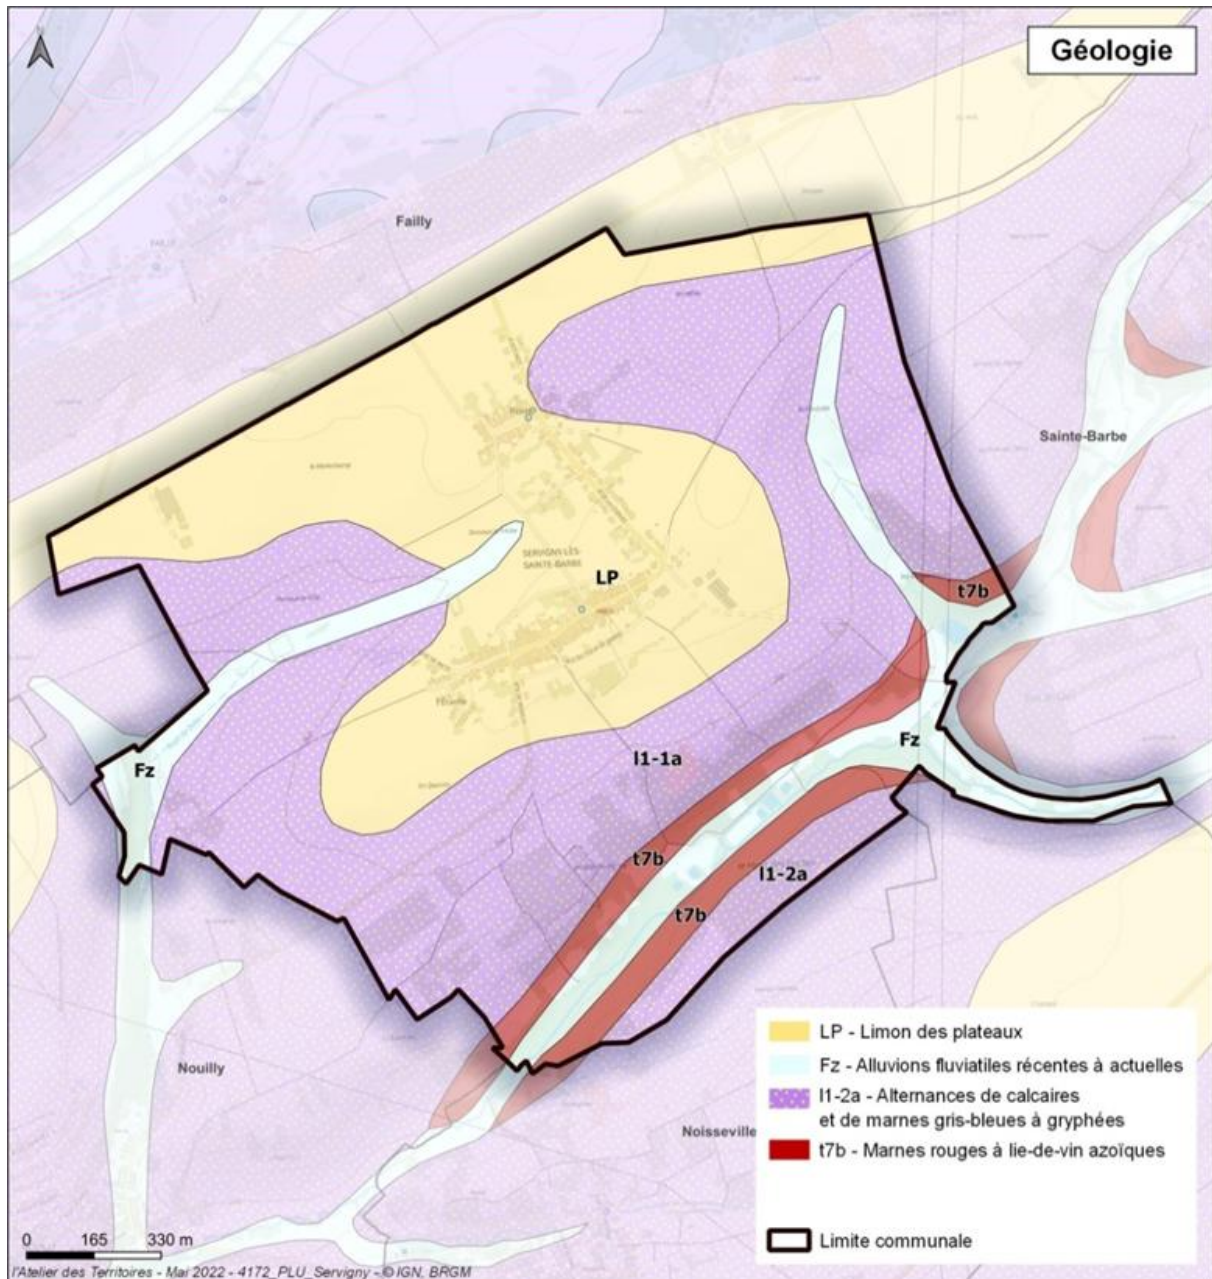 Géologie
N
Failly
Sainte-Barbe
SERVIGNY-LÈS-
SAINTE-BARBE
LP
t7b
Fz
l1-1a
Fz
t7b
l1-2a
t7b
Nouilly
Noisseville
LP - Limon des plateaux
Fz - Alluvions fluviatiles récentes à actuelles
l1-2a - Alternances de calcaires
et de marnes gris-bleues à gryphées
t7b - Marnes rouges à lie-de-vin azoïques
Limite communale
0 165 330 m
l'Atelier des Territoires - Mai 2022 - 4172_PLU_Servigny - © IGN, BRGM